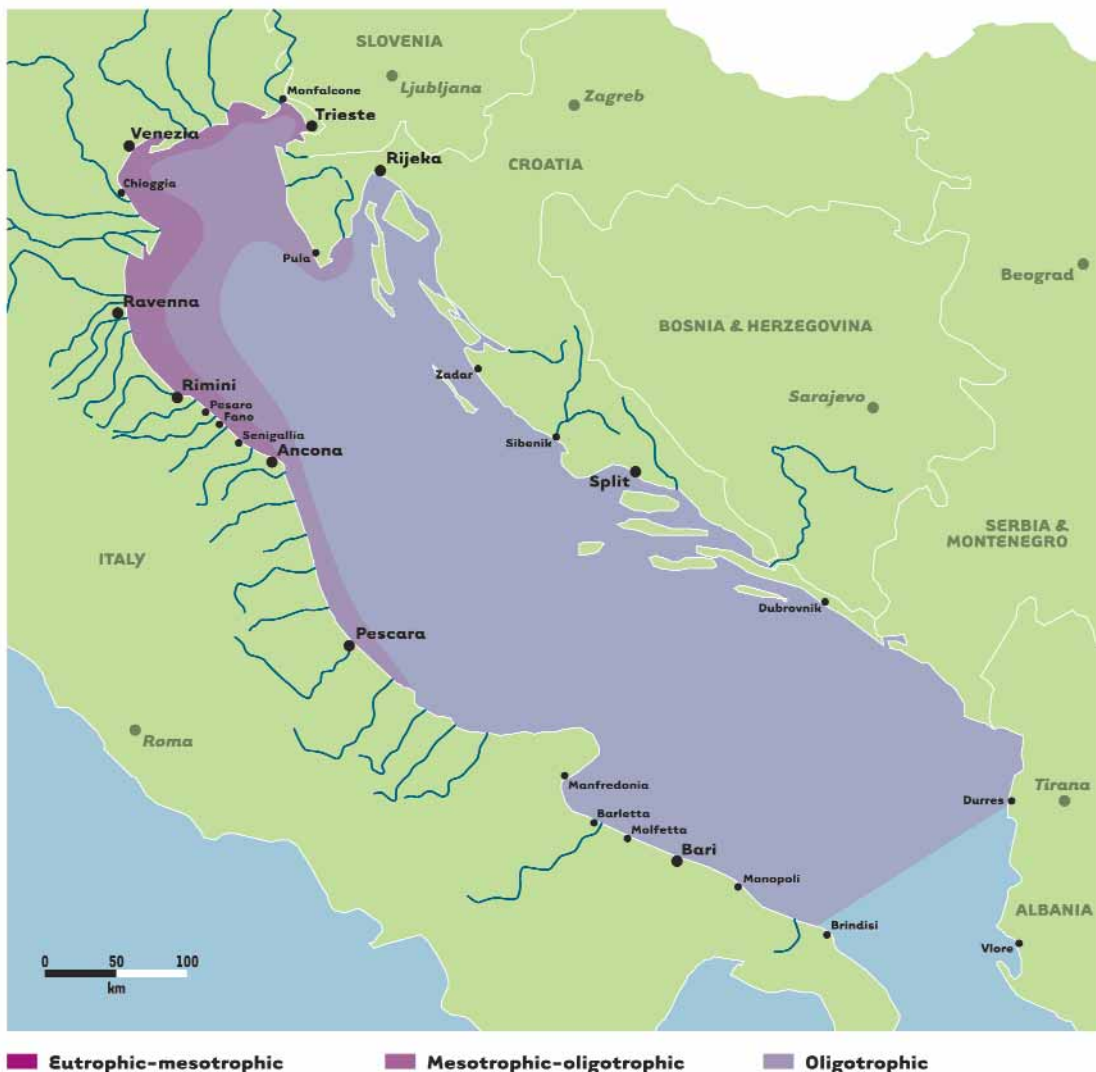 SLOVENIA
Monfalcone
Ljubljana
Trieste
Zagreb
Venezia
Rijeka
CROATIA
Chioggia
Pula
Beograd
Ravenna
BOSNIA & HERZEGOVINA
Zadar
Rimini
Pesaro
Fano
Sarajevo
Senigallia
Sibenik
Ancona
Split
SERBIA &
MONTENEGRO
ITALY
Dubrovnik
Pescara
Roma
Manfredonia
Tirana
Durres
Barletta
Molfetta
Bari
Monopoli
ALBANIA
Brindisi
Vlore
0 50 100
km
Eutrophic-mesotrophic
Mesotrophic-oligotrophic
Oligotrophic